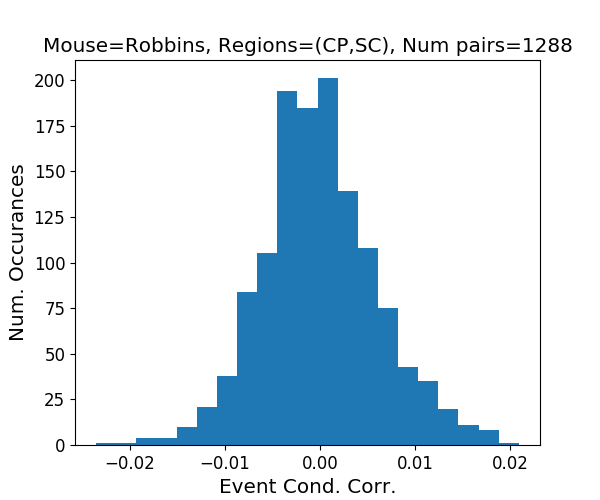 Mouse=Robbins, Regions=(CP,SC), Num pairs=1288
200
175
150
125
100
75
50
25
0
Num. Occurances
−0.02 −0.01 0.00 0.01 0.02
Event Cond. Corr.